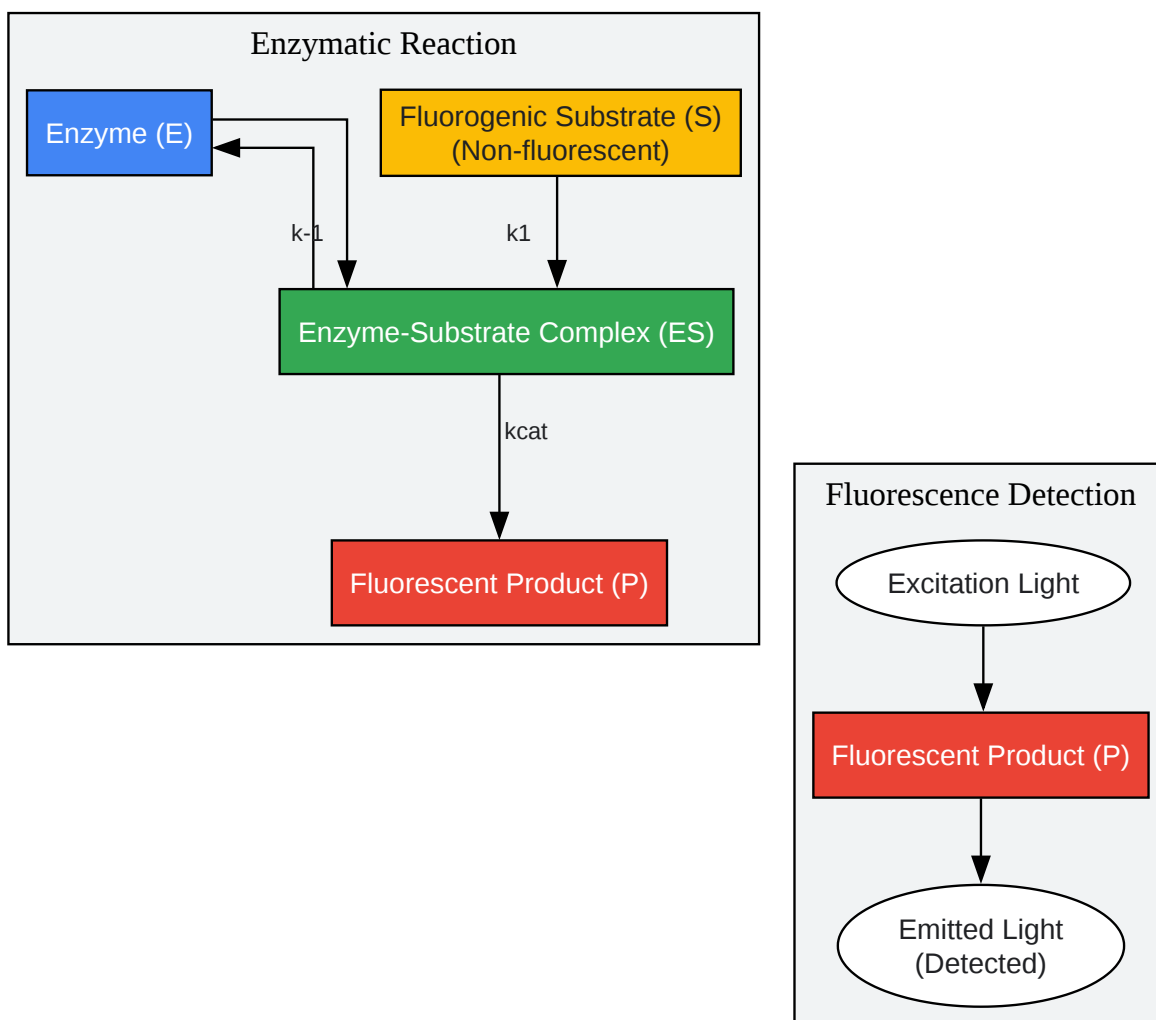 Enzymatic Reaction
Enzyme (E)
Fluorogenic Substrate (S)
(Non-fluorescent)
k-1
k1
Enzyme-Substrate Complex (ES)
kcat
Fluorescent Product (P)
Fluorescence Detection
Excitation Light
Fluorescent Product (P)
Emitted Light
(Detected)